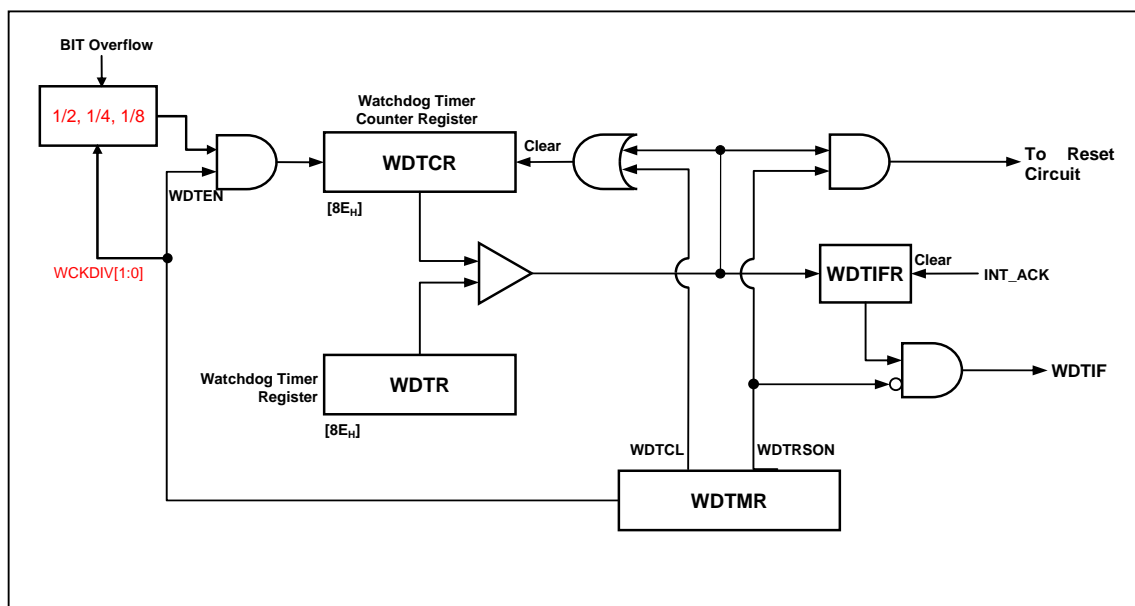 BIT Overflow
1/2, 1/4, 1/8
Watchdog Timer
Counter Register
WDTCR
[8EH]
Clear
WDTEN
WCKDIV[1:0]
To Reset
Circuit
WDTIFR
Clear
INT_ACK
WDTIF
Watchdog Timer
Register
WDTR
[8EH]
WDTCL
WDTRSON
WDTMR